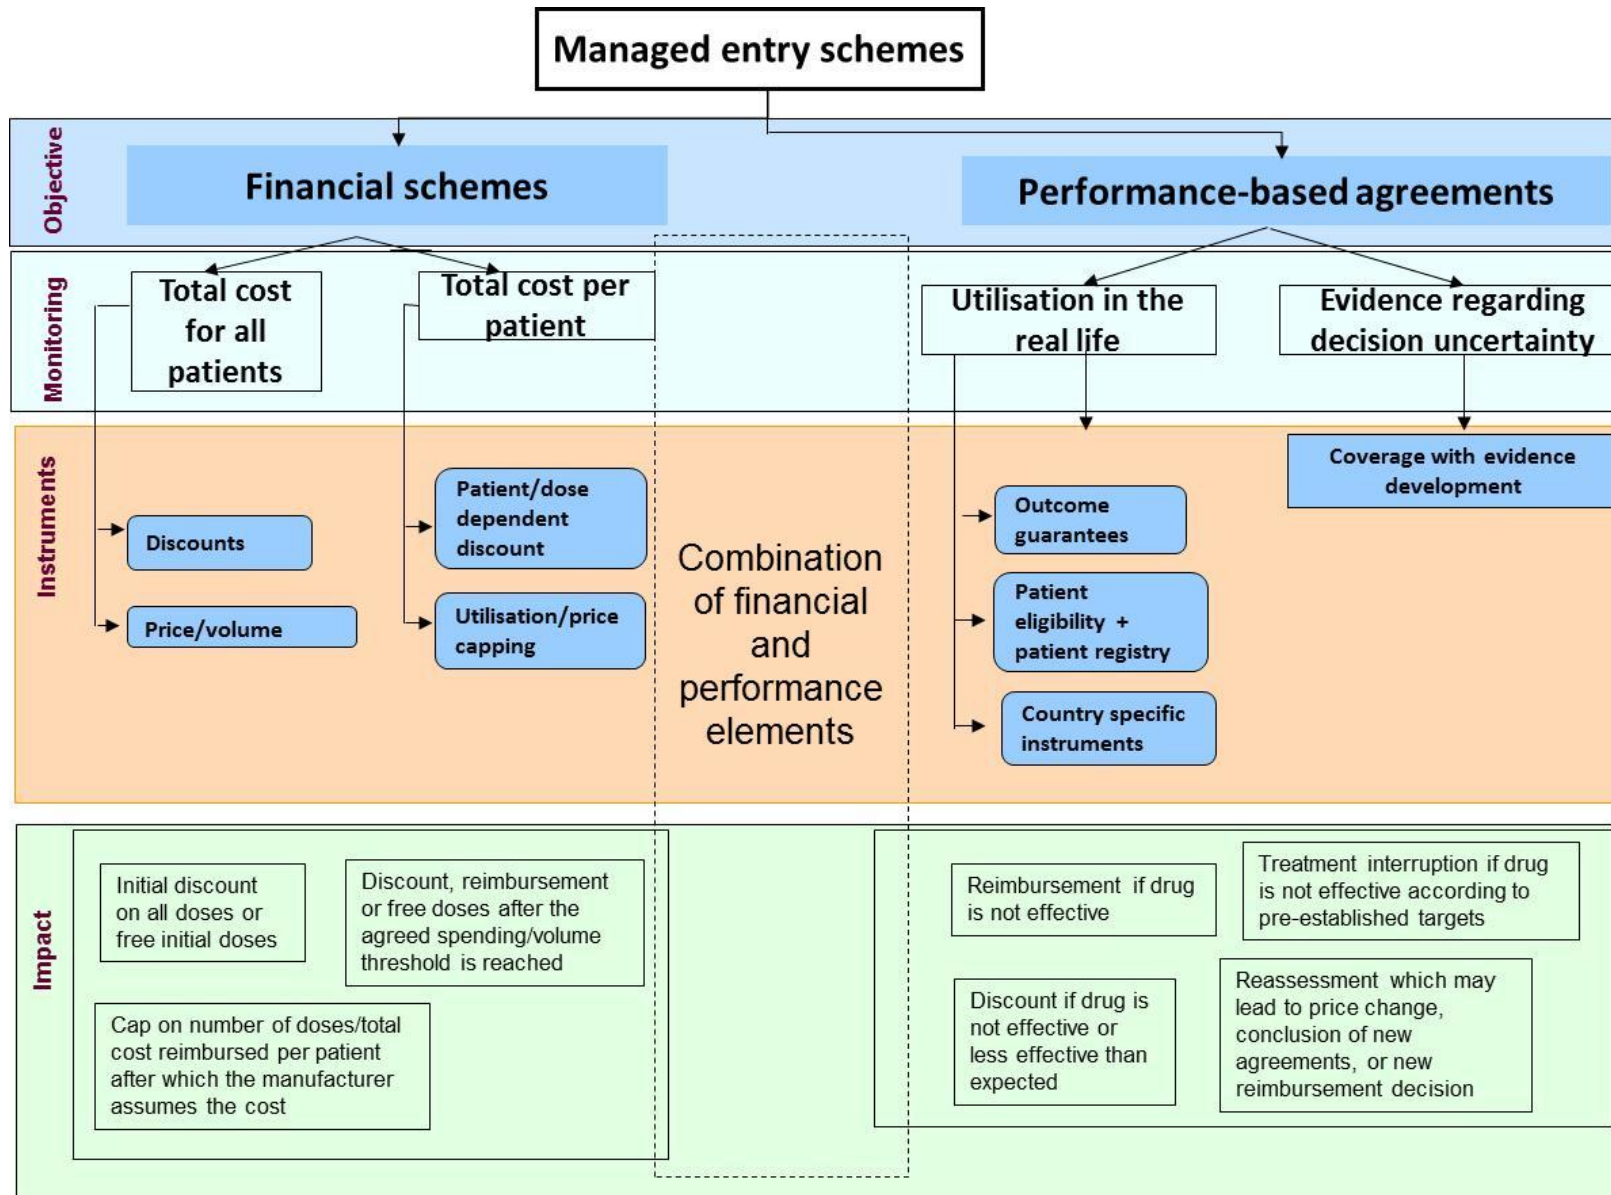 Managed entry schemes
Objective
Financial schemes
Performance-based agreements
Monitoring
Total cost
for all
patients
Total cost per
patient
Utilisation in the
real life
Evidence regarding
decision uncertainty
Instruments
Discounts
Price/volume
Patient/dose
dependent
discount
Utilisation/price
capping
Combination
of financial
and
performance
elements
Outcome
guarantees
Patient
eligibility +
patient registry
Country specific
instruments
Coverage with evidence
development
Impact
Initial discount
on all doses or
free initial doses
Discount, reimbursement
or free doses after the
agreed spending/volume
threshold is reached
Cap on number of doses/total
cost reimbursed per patient
after which the manufacturer
assumes the cost
Reimbursement if drug
is not effective
Treatment interruption if drug
is not effective according to
pre-established targets
Discount if drug is
not effective or
less effective than
expected
Reassessment which may
lead to price change,
conclusion of new
agreements, or new
reimbursement decision